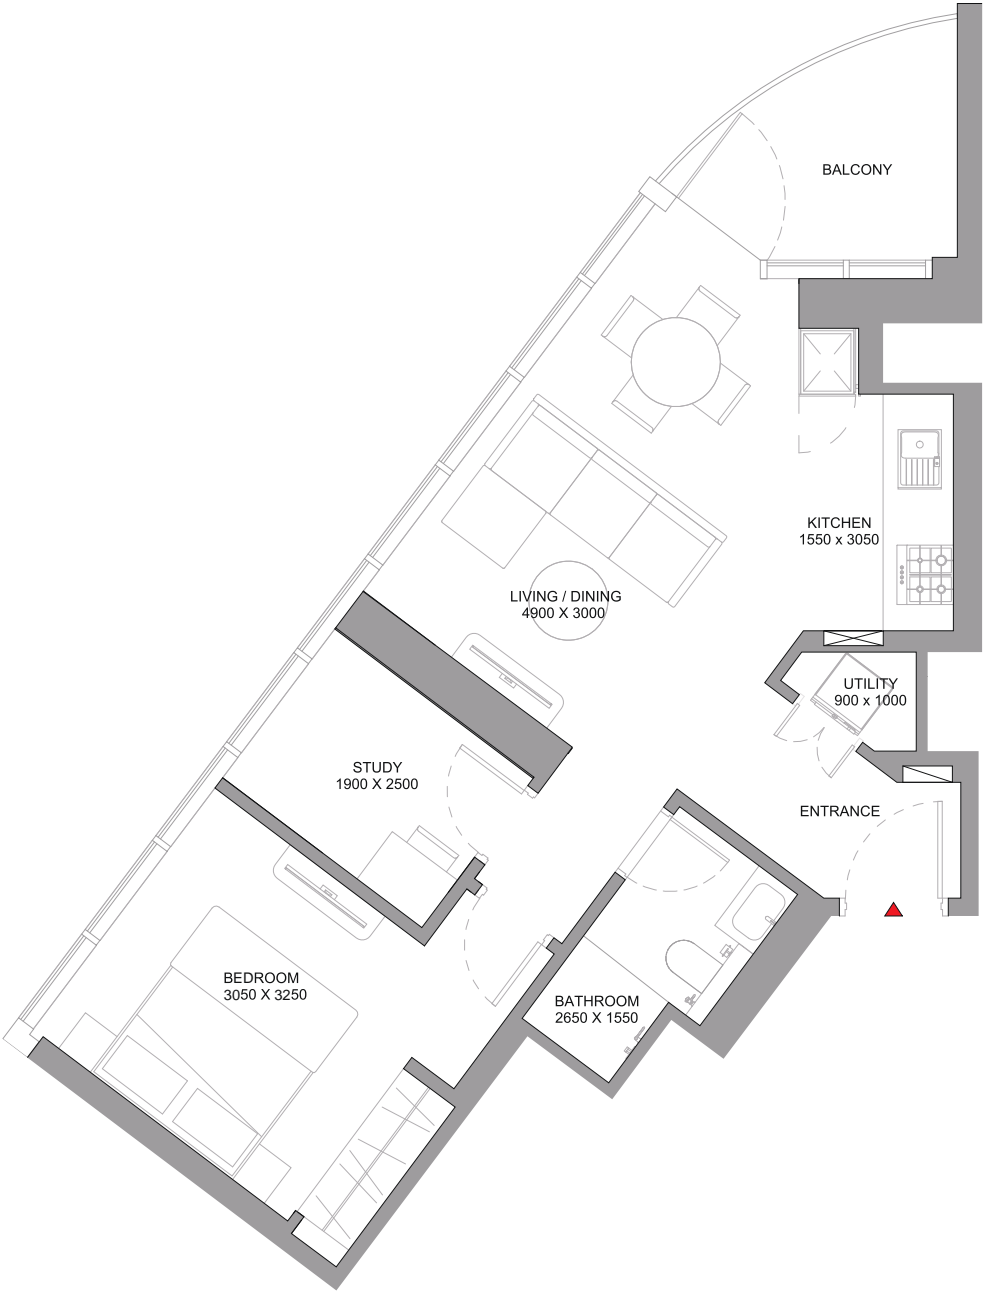 BALCONY
KITCHEN
1550 x 3050
LIVING / DINING
4900 X 3000
UTILITY
900 x 1000
STUDY
1900 X 2500
ENTRANCE
BEDROOM
3050 X 3250
BATHROOM
2650 X 1550